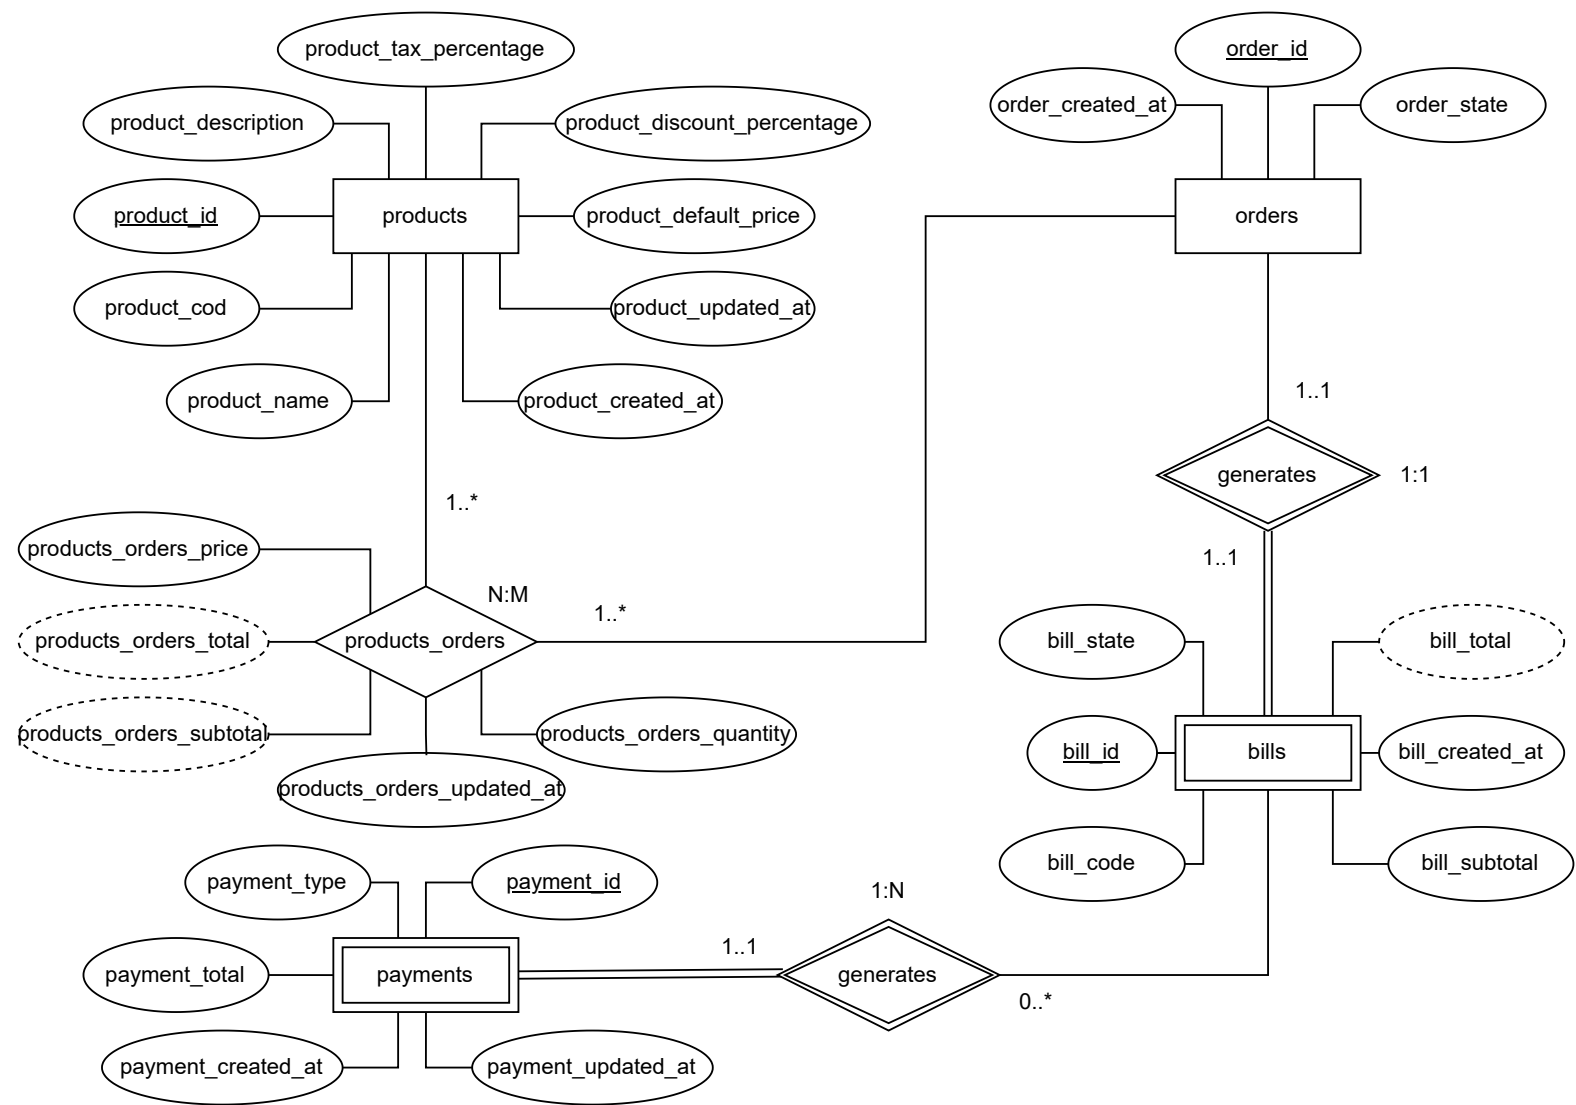 product_tax_percentage
order_id
product_description
product_discount_percentage
order_created_at
order_state
product_id
products
product_default_price
orders
product_cod
product_updated_at
product_name
product_created_at
1..1
generates
1:1
1..*
products_orders_price
N:M
1..*
1..1
products_orders_total
products_orders
bill_state
bill_total
products_orders_subtotal
products_orders_quantity
bill_id
bills
bill_created_at
products_orders_updated_at
payment_type
payment_id
1:N
bill_code
bill_subtotal
payment_total
payments
1..1
generates
0..*
payment_created_at
payment_updated_at